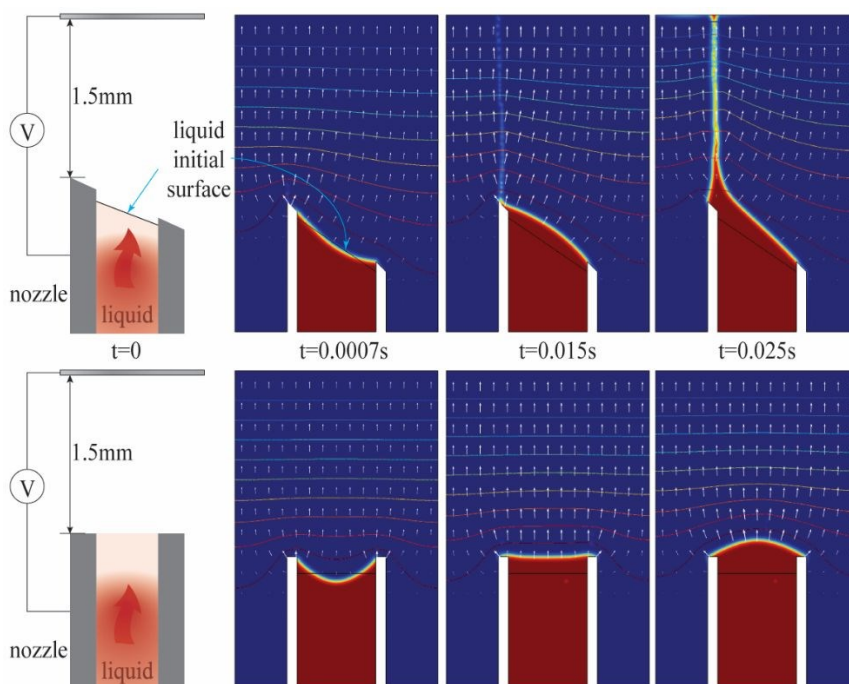 1.5mm
V
liquid
initial
surface
nozzle
liquid
t=0
t=0.0007s
t=0.015s
t=0.025s
1.5mm
V
nozzle
liquid